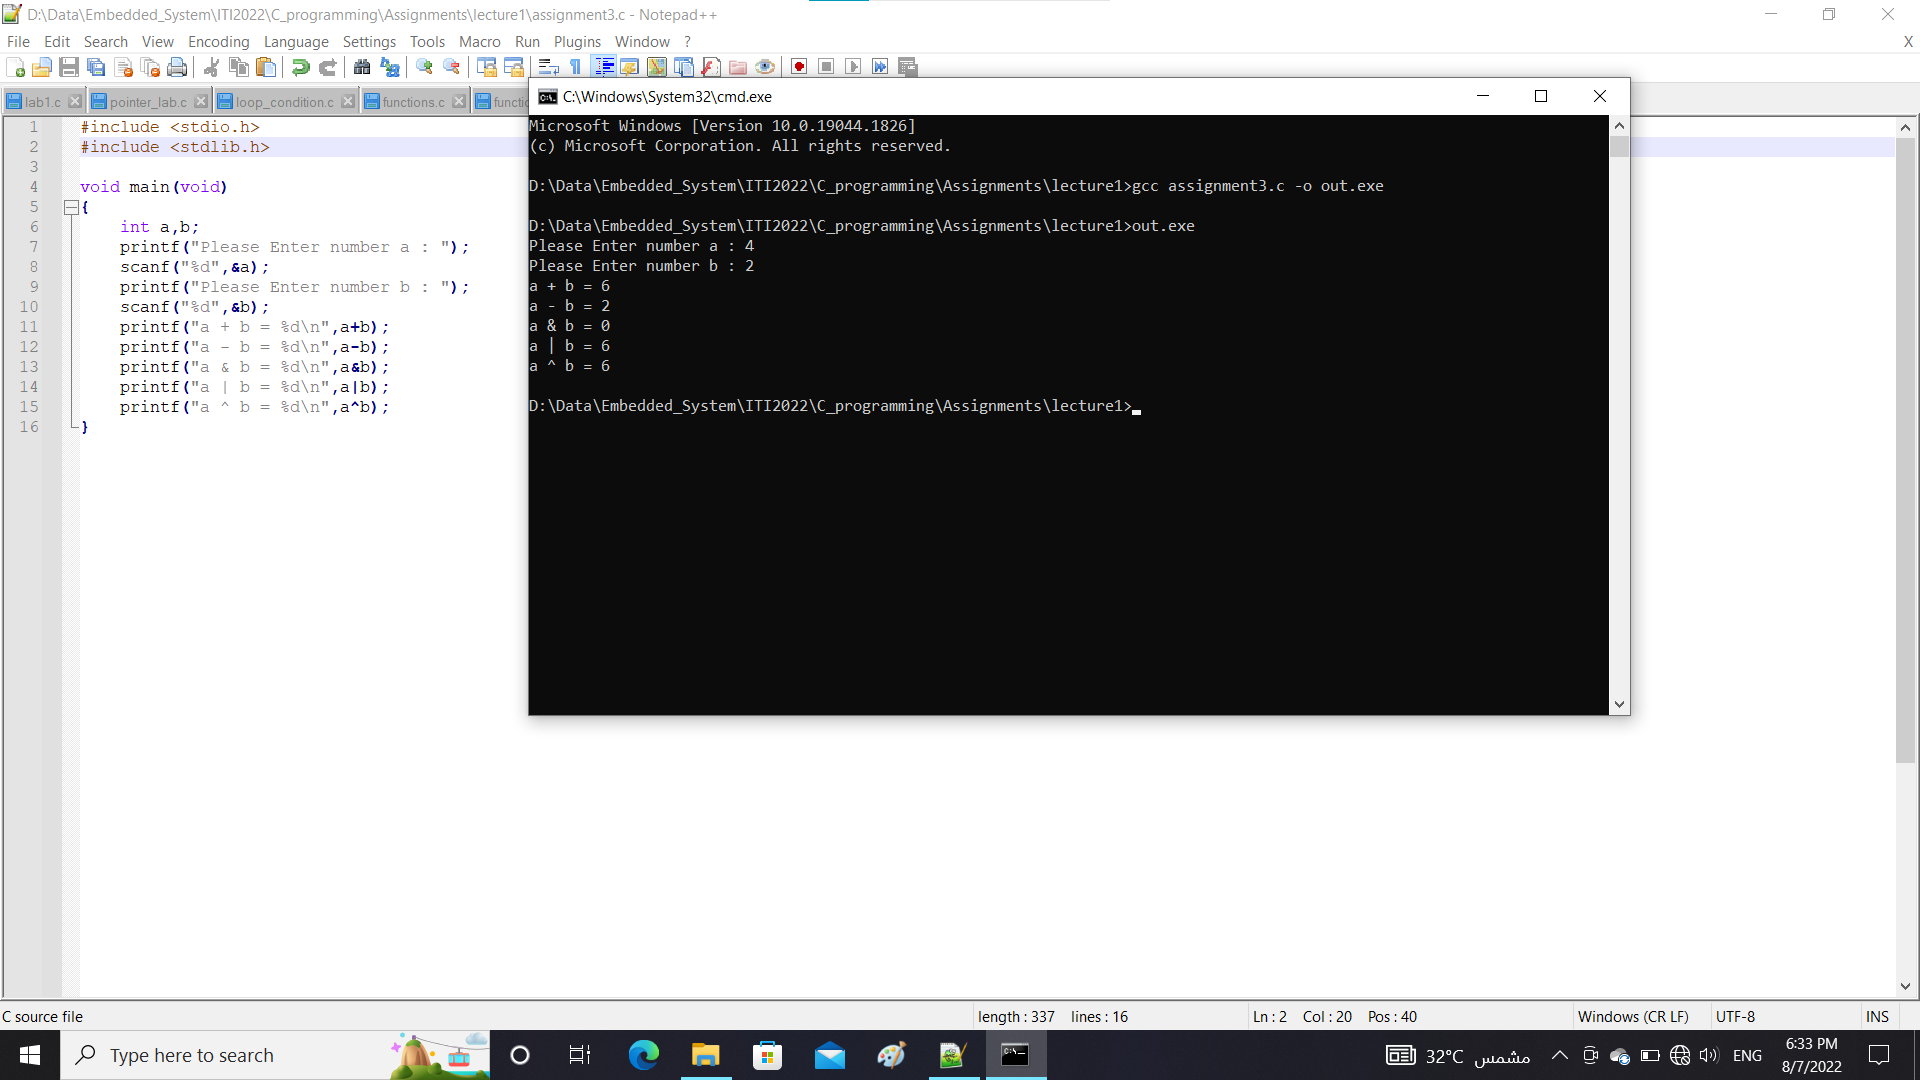 D:\Data\Embedded_System\ITI2022\C_programming\Assignments\lecture1\assignment3.c - Notepad++
File Edit Search View Encoding Language Settings Tools Macro Run Plugins Window ? X
lab1.c pointer_lab.c loop_condition.c functions.c functio
1 #include <stdio.h>
2 #include <stdlib.h>
3
4 void main(void)
5 {
6 int a,b;
7 printf("Please Enter number a : ");
8 scanf("%d",&a);
9 printf("Please Enter number b : ");
10 scanf("%d",&b);
11 printf("a + b = %d\n",a+b);
12 printf("a - b = %d\n",a-b);
13 printf("a & b = %d\n",a&b);
14 printf("a | b = %d\n",a|b);
15 printf("a ^ b = %d\n",a^b);
16 }
C:\Windows\System32\cmd.exe
Microsoft Windows [Version 10.0.19044.1826]
(c) Microsoft Corporation. All rights reserved.
D:\Data\Embedded_System\ITI2022\C_programming\Assignments\lecture1>gcc assignment3.c -o out.exe
D:\Data\Embedded_System\ITI2022\C_programming\Assignments\lecture1>out.exe
Please Enter number a : 4
Please Enter number b : 2
a + b = 6
a - b = 2
a & b = 0
a | b = 6
a ^ b = 6
D:\Data\Embedded_System\ITI2022\C_programming\Assignments\lecture1>
C source file length : 337 lines : 16 Ln : 2 Col : 20 Pos : 40 Windows (CR LF) UTF-8 INS
Type here to search
32°C مشمس ENG
6:33 PM
8/7/2022